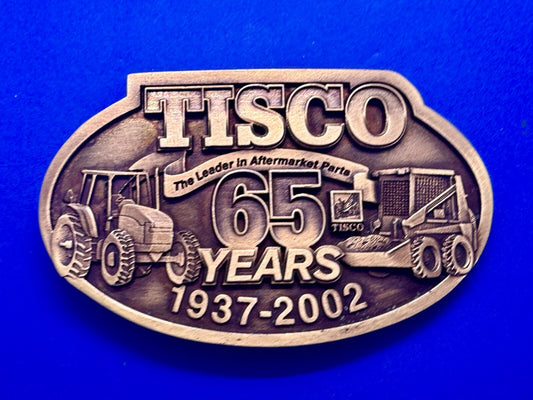 TISCO
The Leader in Aftermarket Parts
65
TISCO
YEARS
1937-2002